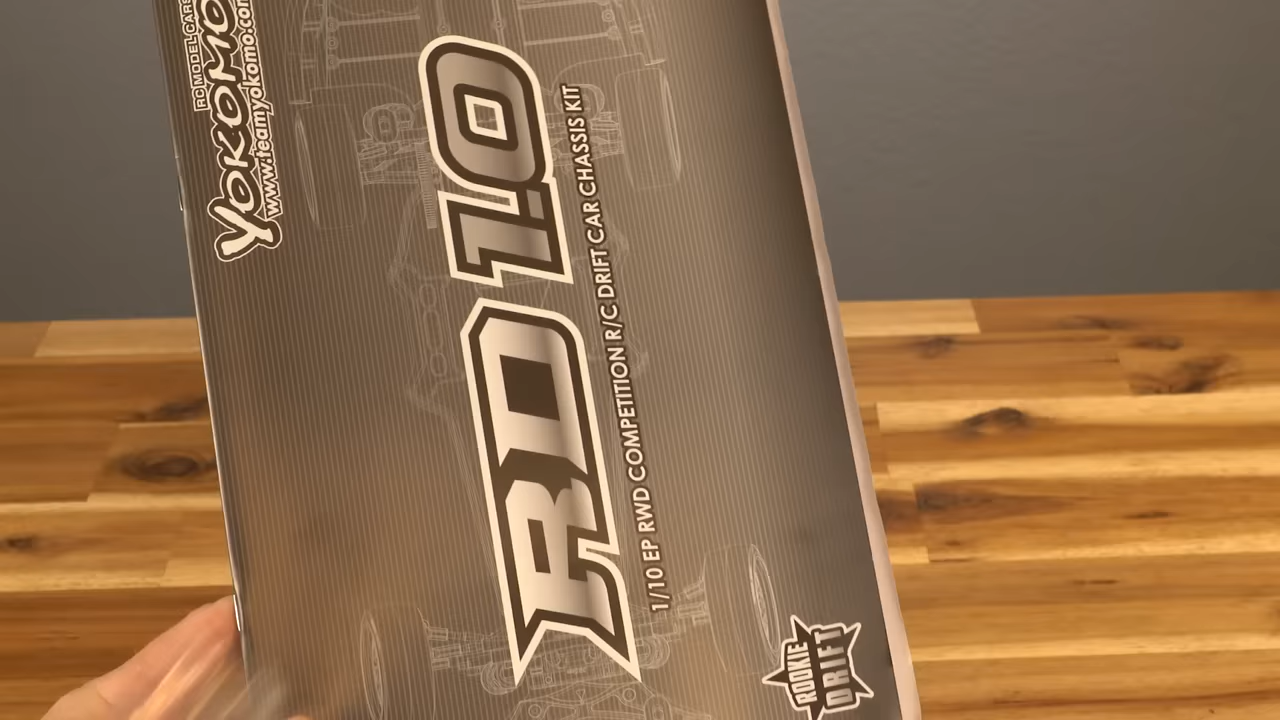 RC MODEL CARS
YOKOMO
www.teamyokomo.com
RD 1.0
1/10 EP RWD COMPETITION R/C DRIFT CAR CHASSIS KIT
ROOKIE
DRIFT